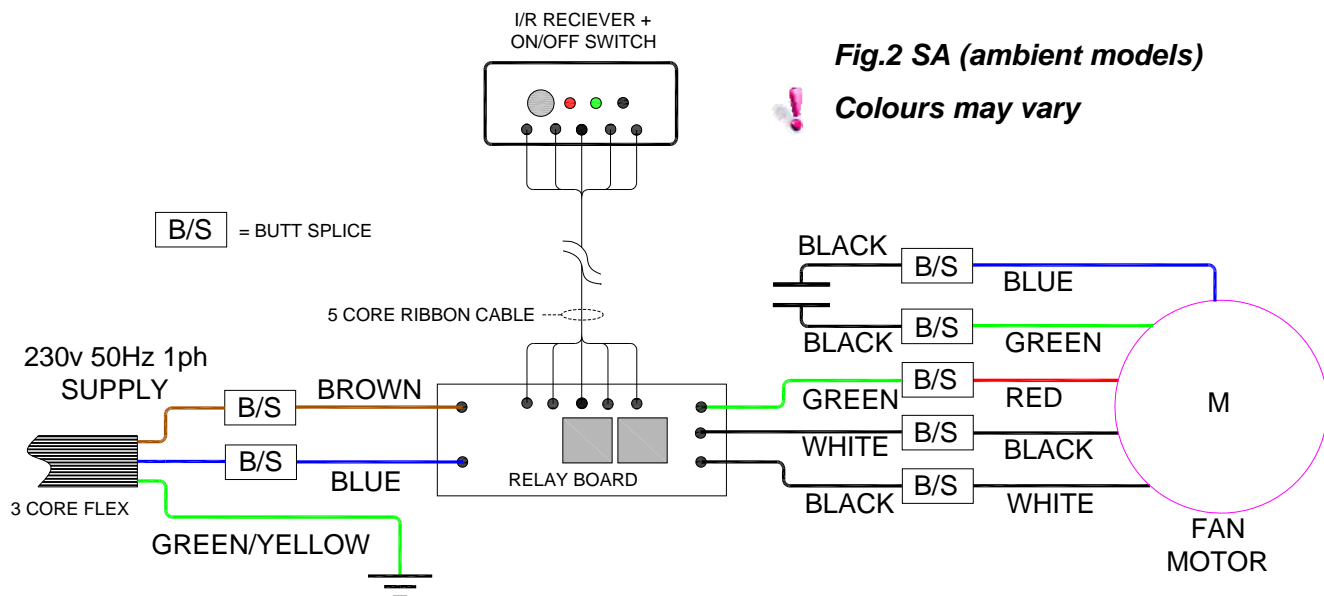 I/R RECIEVER +
ON/OFF SWITCH
Fig.2 SA (ambient models)
Colours may vary
B/S = BUTT SPLICE
5 CORE RIBBON CABLE
230v 50Hz 1ph
SUPPLY
B/S
BROWN
B/S
BLUE
3 CORE FLEX
GREEN/YELLOW
RELAY BOARD
BLACK
B/S
BLUE
BLACK
B/S
GREEN
GREEN
B/S
RED
WHITE
B/S
BLACK
BLACK
B/S
WHITE
M
FAN
MOTOR